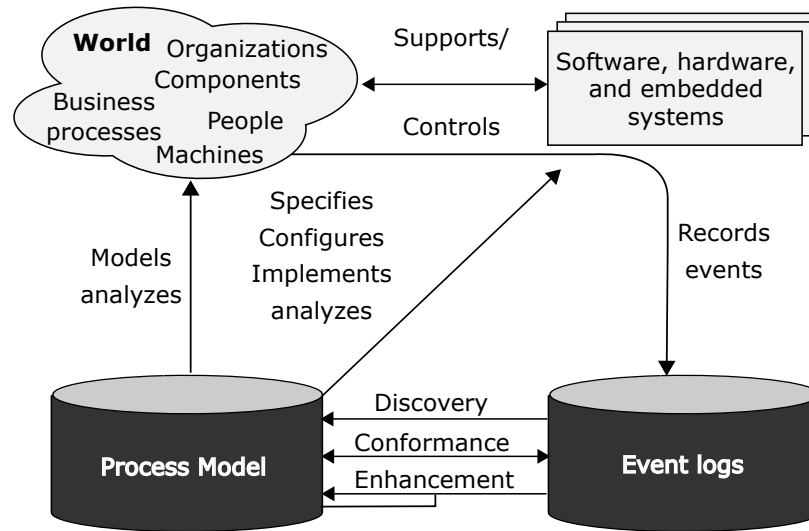 World
Organizations
Components
Business
processes
People
Machines
Supports/
Controls
Software, hardware,
and embedded
systems
Models
analyzes
Specifies
Configures
Implements
analyzes
Records
events
Process Model
Discovery
Conformance
Enhancement
Event logs